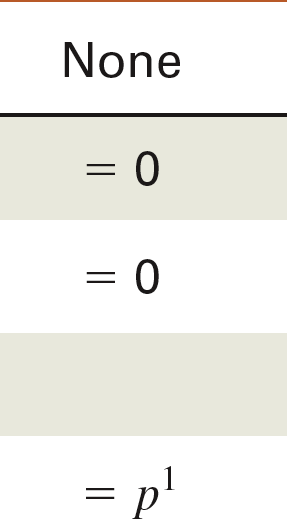 None
= 0
= 0
= p¹